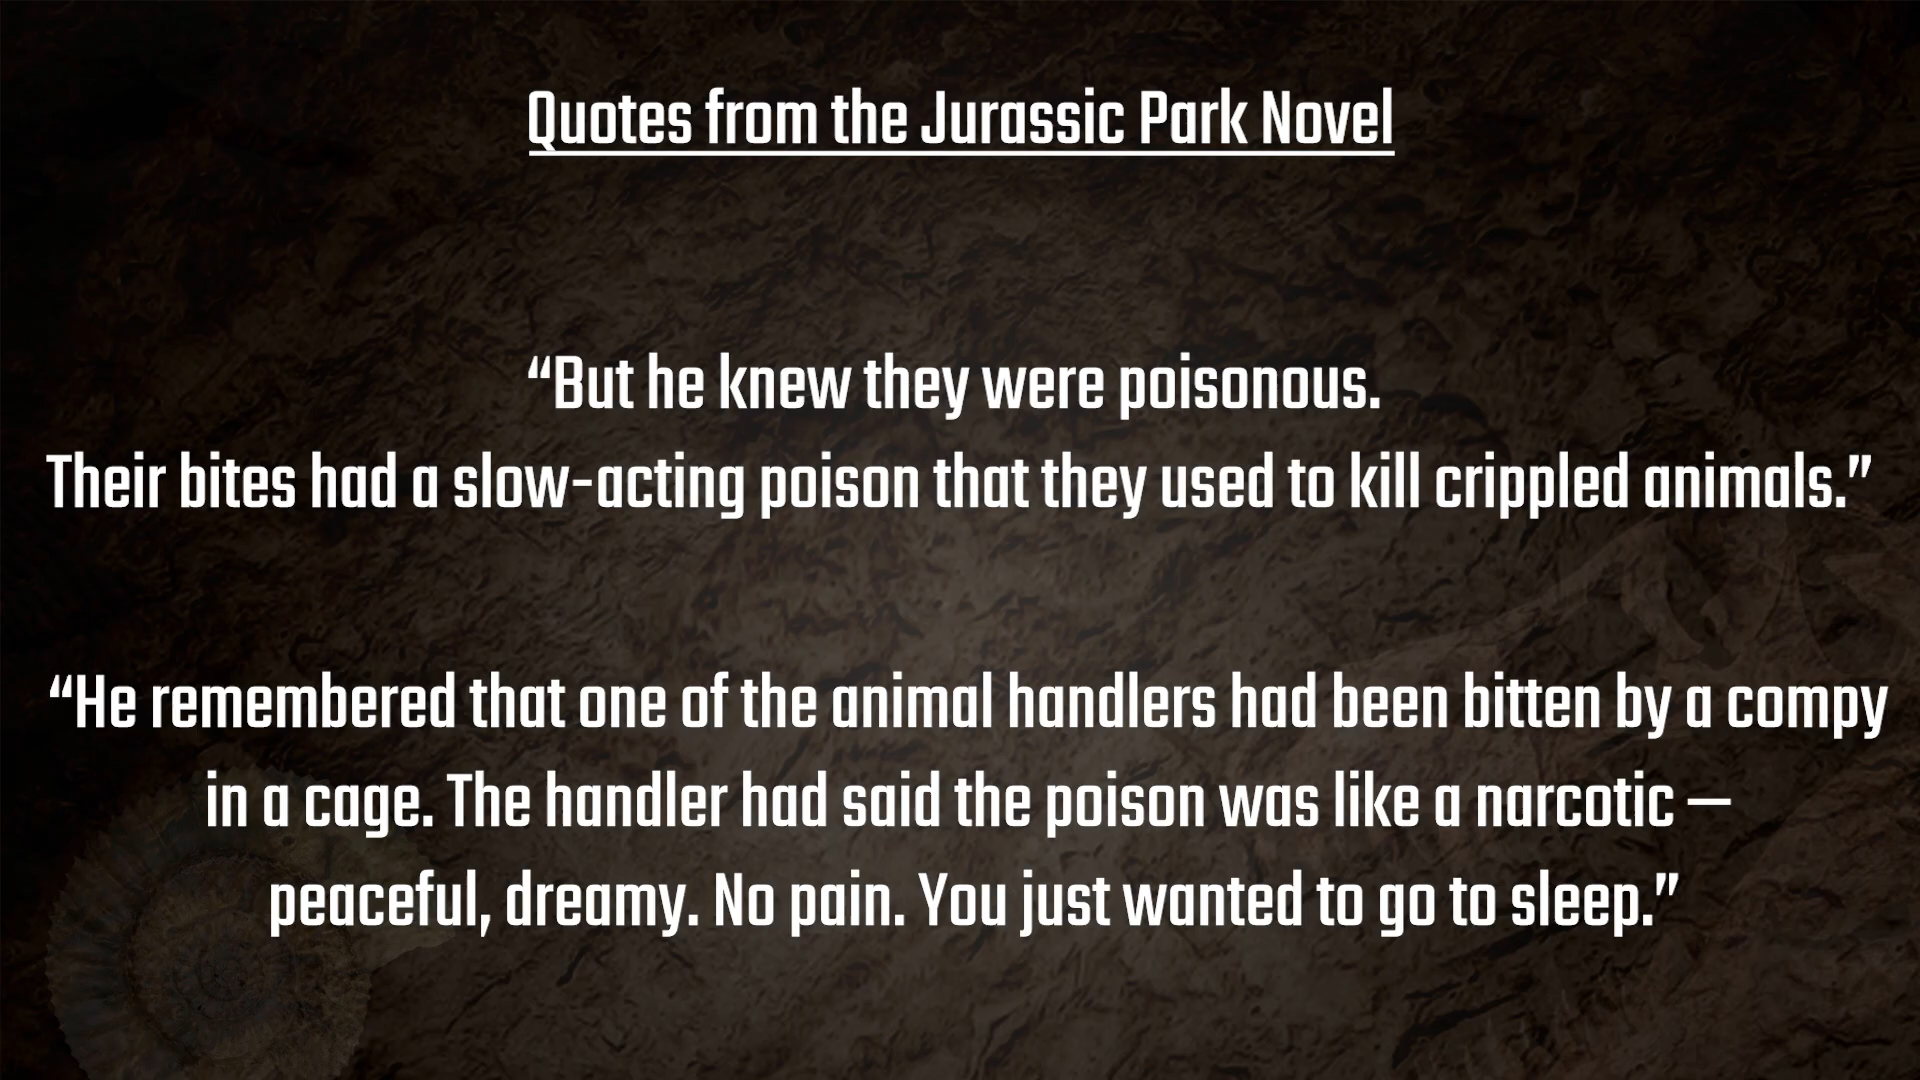 Quotes from the Jurassic Park Novel
“But he knew they were poisonous.
Their bites had a slow-acting poison that they used to kill crippled animals.”
“He remembered that one of the animal handlers had been bitten by a compy
in a cage. The handler had said the poison was like a narcotic —
peaceful, dreamy. No pain. You just wanted to go to sleep.”